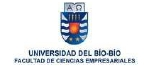 UNIVERSIDAD DEL BÍO-BÍO
FACULTAD DE CIENCIAS EMPRESARIALES